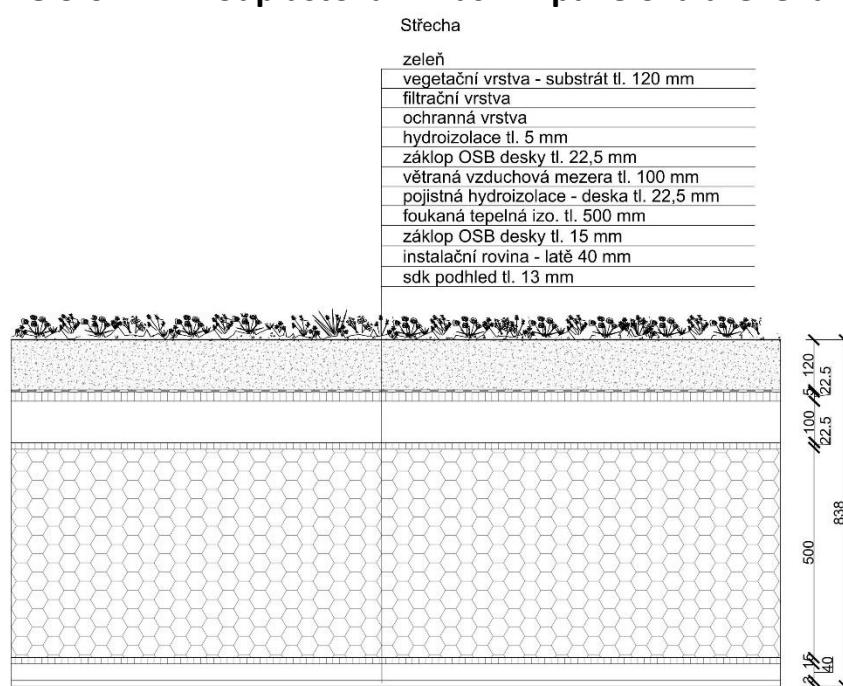 Střecha
zeleň
vegetační vrstva - substrát tl. 120 mm
filtrační vrstva
ochranná vrstva
hydroizolace tl. 5 mm
záklop OSB desky tl. 22,5 mm
větraná vzduchová mezera tl. 100 mm
pojistná hydroizolace - deska tl. 22,5 mm
foukaná tepelná izo. tl. 500 mm
záklop OSB desky tl. 15 mm
instalační rovina - latě 40 mm
sdk podhled tl. 13 mm
120
5
22.5
100
22.5
838
500
15
40